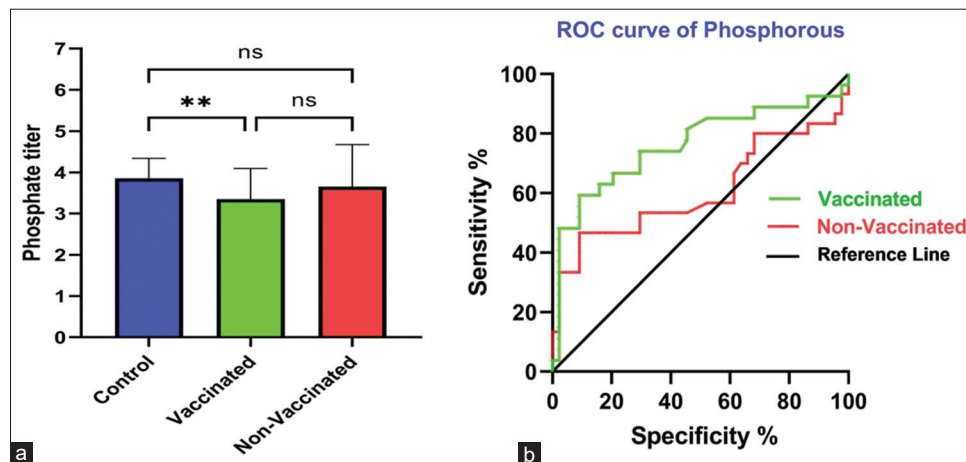 7
6
5
4
3
2
1
0
Phosphate titer
ns
**
ns
Control
Vaccinated
Non-Vaccinated
a
ROC curve of Phosphorous
100
80
60
40
20
0
Sensitivity %
Vaccinated
Non-Vaccinated
Reference Line
0 20 40 60 80 100
Specificity %
b